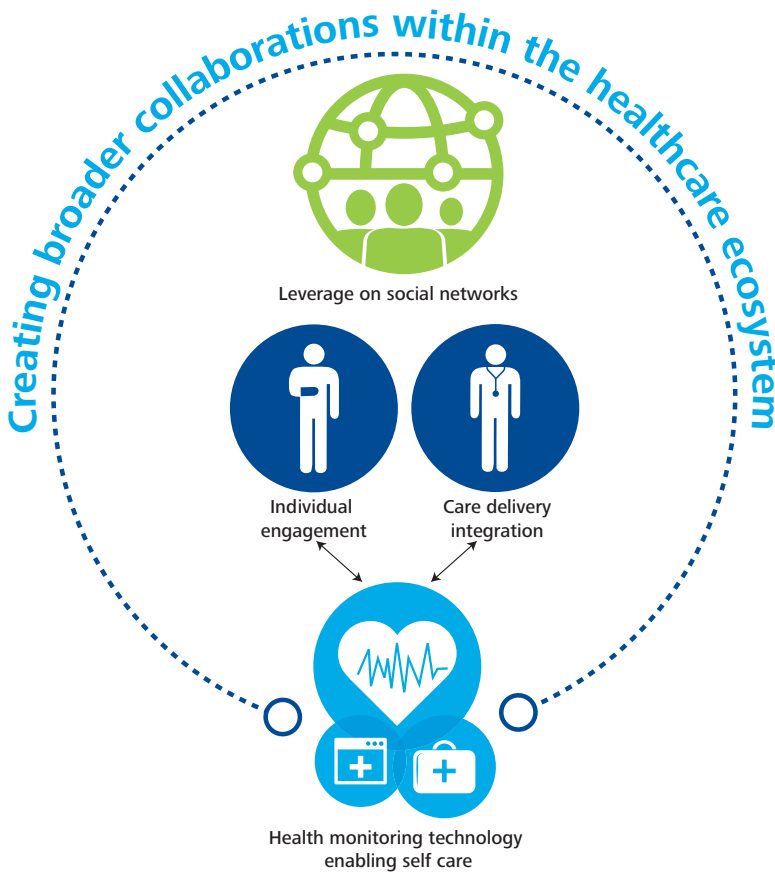 Creating broader collaborations within the healthcare ecosystem
Leverage on social networks
Individual
engagement
Care delivery
integration
Health monitoring technology
enabling self care